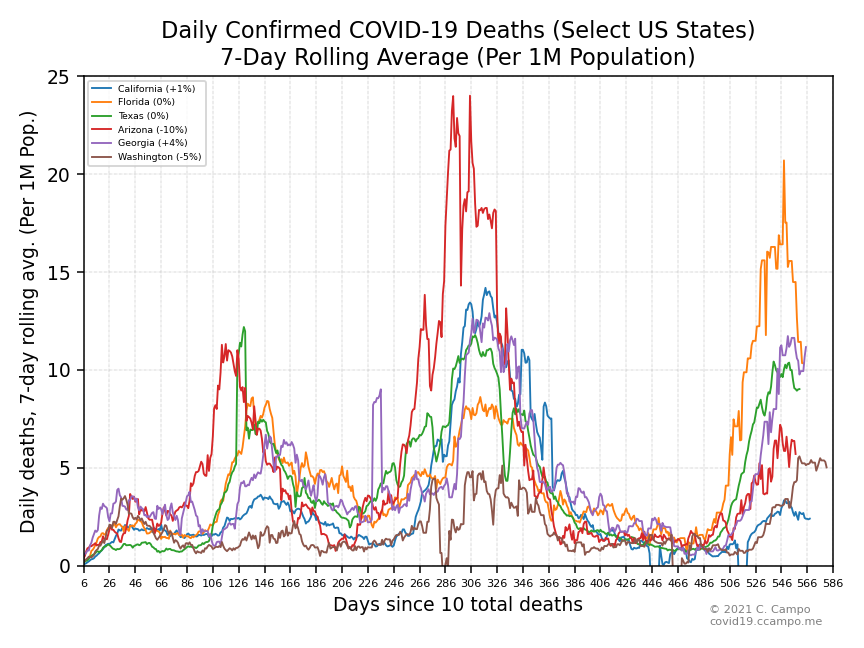 Daily Confirmed COVID-19 Deaths (Select US States)
7-Day Rolling Average (Per 1M Population)
Daily deaths, 7-day rolling avg. (Per 1M Pop.)
25
20
15
10
5
0
California (+1%)
Florida (0%)
Texas (0%)
Arizona (-10%)
Georgia (+4%)
Washington (-5%)
6 26 46 66 86 106 126 146 166 186 206 226 246 266 286 306 326 346 366 386 406 426 446 466 486 506 526 546 566 586
Days since 10 total deaths
© 2021 C. Campo
covid19.ccampo.me